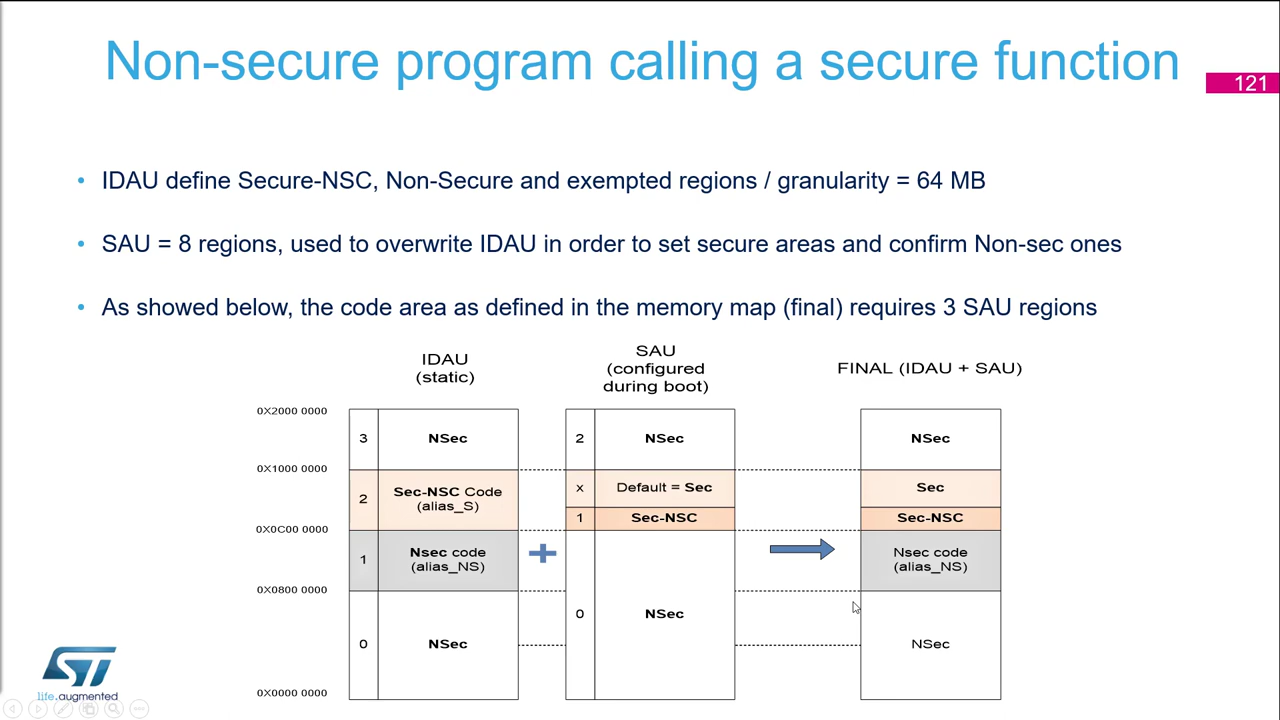 Non-secure program calling a secure function
121
• IDAU define Secure-NSC, Non-Secure and exempted regions / granularity = 64 MB
• SAU = 8 regions, used to overwrite IDAU in order to set secure areas and confirm Non-sec ones
• As showed below, the code area as defined in the memory map (final) requires 3 SAU regions
IDAU
(static)
SAU
(configured
during boot)
FINAL (IDAU + SAU)
0X2000 0000
0X1000 0000
0X0C00 0000
0X0800 0000
0X0000 0000
3
NSec
2
Sec-NSC Code
(alias_S)
1
Nsec code
(alias_NS)
0
NSec
2
NSec
x
Default = Sec
1
Sec-NSC
0
NSec
NSec
Sec
Sec-NSC
Nsec code
(alias_NS)
NSec
ST
life.augmented